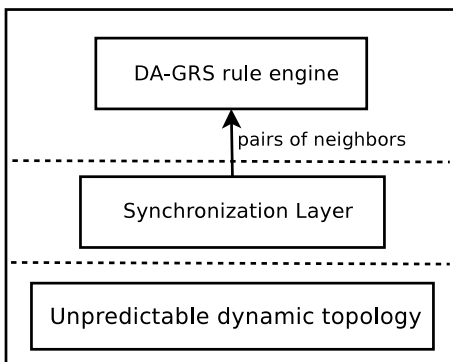 DA-GRS rule engine
pairs of neighbors
Synchronization Layer
Unpredictable dynamic topology